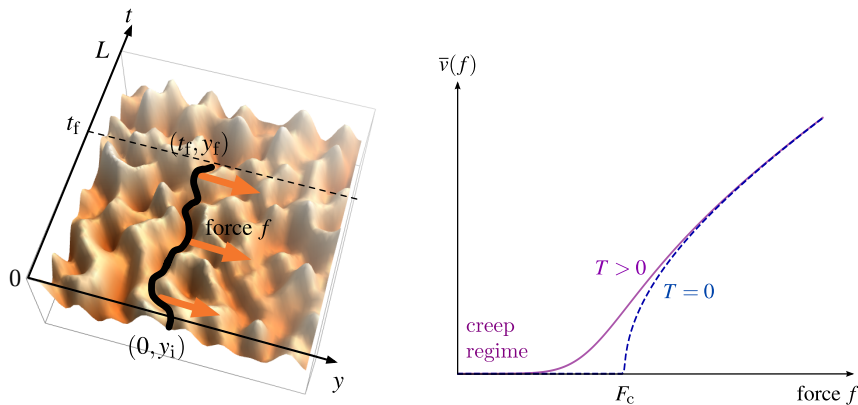 t
L
t_f
(t_f, y_f)
force f
0
(0, y_i)
y
v̄(f)
T > 0
T = 0
creep
regime
F_c
force f